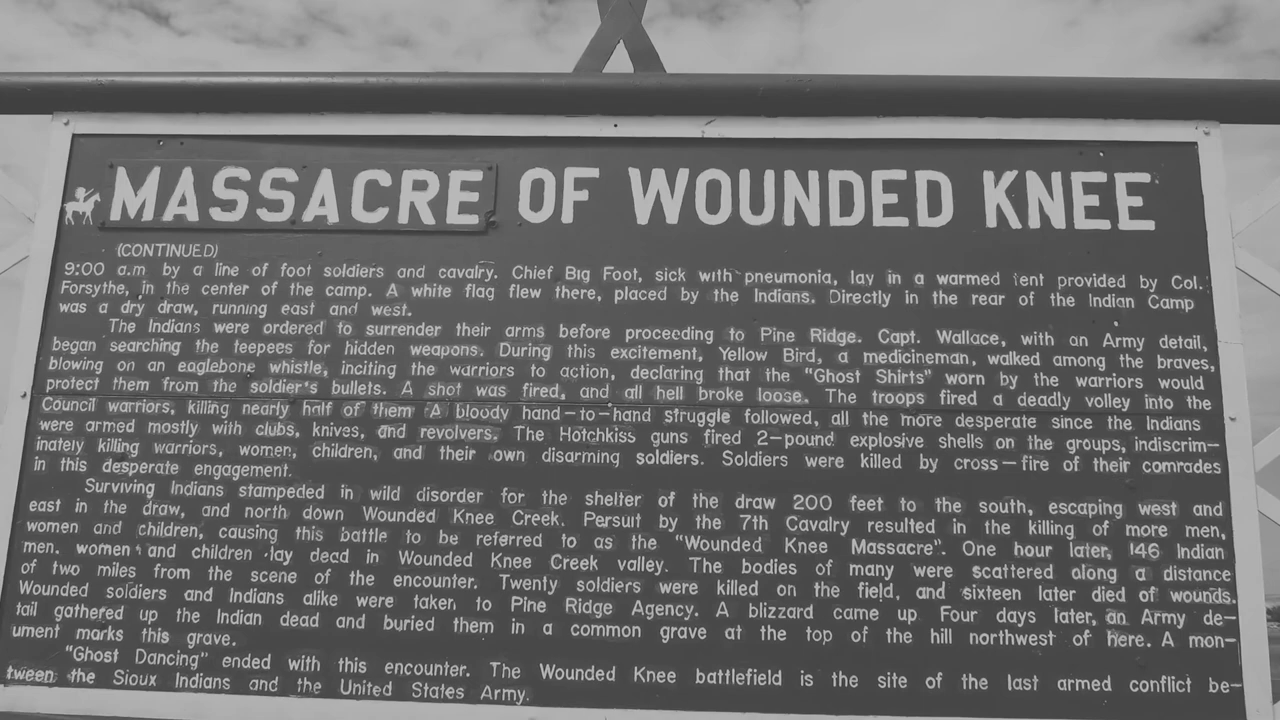 MASSACRE OF WOUNDED KNEE
(CONTINUED)
9:00 a.m by a line of foot soldiers and cavalry. Chief Big Foot, sick with pneumonia, lay in a warmed tent provided by Col.
Forsythe, in the center of the camp. A white flag flew there, placed by the Indians. Directly in the rear of the Indian Camp
was a dry draw, running east and west.
The Indians were ordered to surrender their arms before proceeding to Pine Ridge. Capt. Wallace, with an Army detail,
began searching the teepees for hidden weapons. During this excitement, Yellow Bird, a medicineman, walked among the braves,
blowing on an eaglebone whistle, inciting the warriors to action, declaring that the "Ghost Shirts" worn by the warriors would
protect them from the soldier's bullets. A shot was fired, and all hell broke loose. The troops fired a deadly volley into the
Council warriors, killing nearly half of them A bloody hand-to-hand struggle followed, all the more desperate since the Indians
were armed mostly with clubs, knives, and revolvers. The Hotchkiss guns fired 2-pound explosive shells on the groups, indiscrim-
inately killing warriors, women, children, and their own disarming soldiers. Soldiers were killed by cross-fire of their comrades
in this desperate engagement.
Surviving Indians stampeded in wild disorder for the shelter of the draw 200 feet to the south, escaping west and
east in the draw, and north down Wounded Knee Creek. Persuit by the 7th Cavalry resulted in the killing of more men,
women and children, causing this battle to be referred to as the "Wounded Knee Massacre". One hour later, 146 Indian
men, women and children lay dead in Wounded Knee Creek valley. The bodies of many were scattered along a distance
of two miles from the scene of the encounter. Twenty soldiers were killed on the field, and sixteen later died of wounds.
Wounded soldiers and Indians alike were taken to Pine Ridge Agency. A blizzard came up Four days later, an Army de-
tail gathered up the Indian dead and buried them in a common grave at the top of the hill northwest of here. A mon-
ument marks this grave.
"Ghost Dancing" ended with this encounter. The Wounded Knee battlefield is the site of the last armed conflict be-
tween the Sioux Indians and the United States Army.